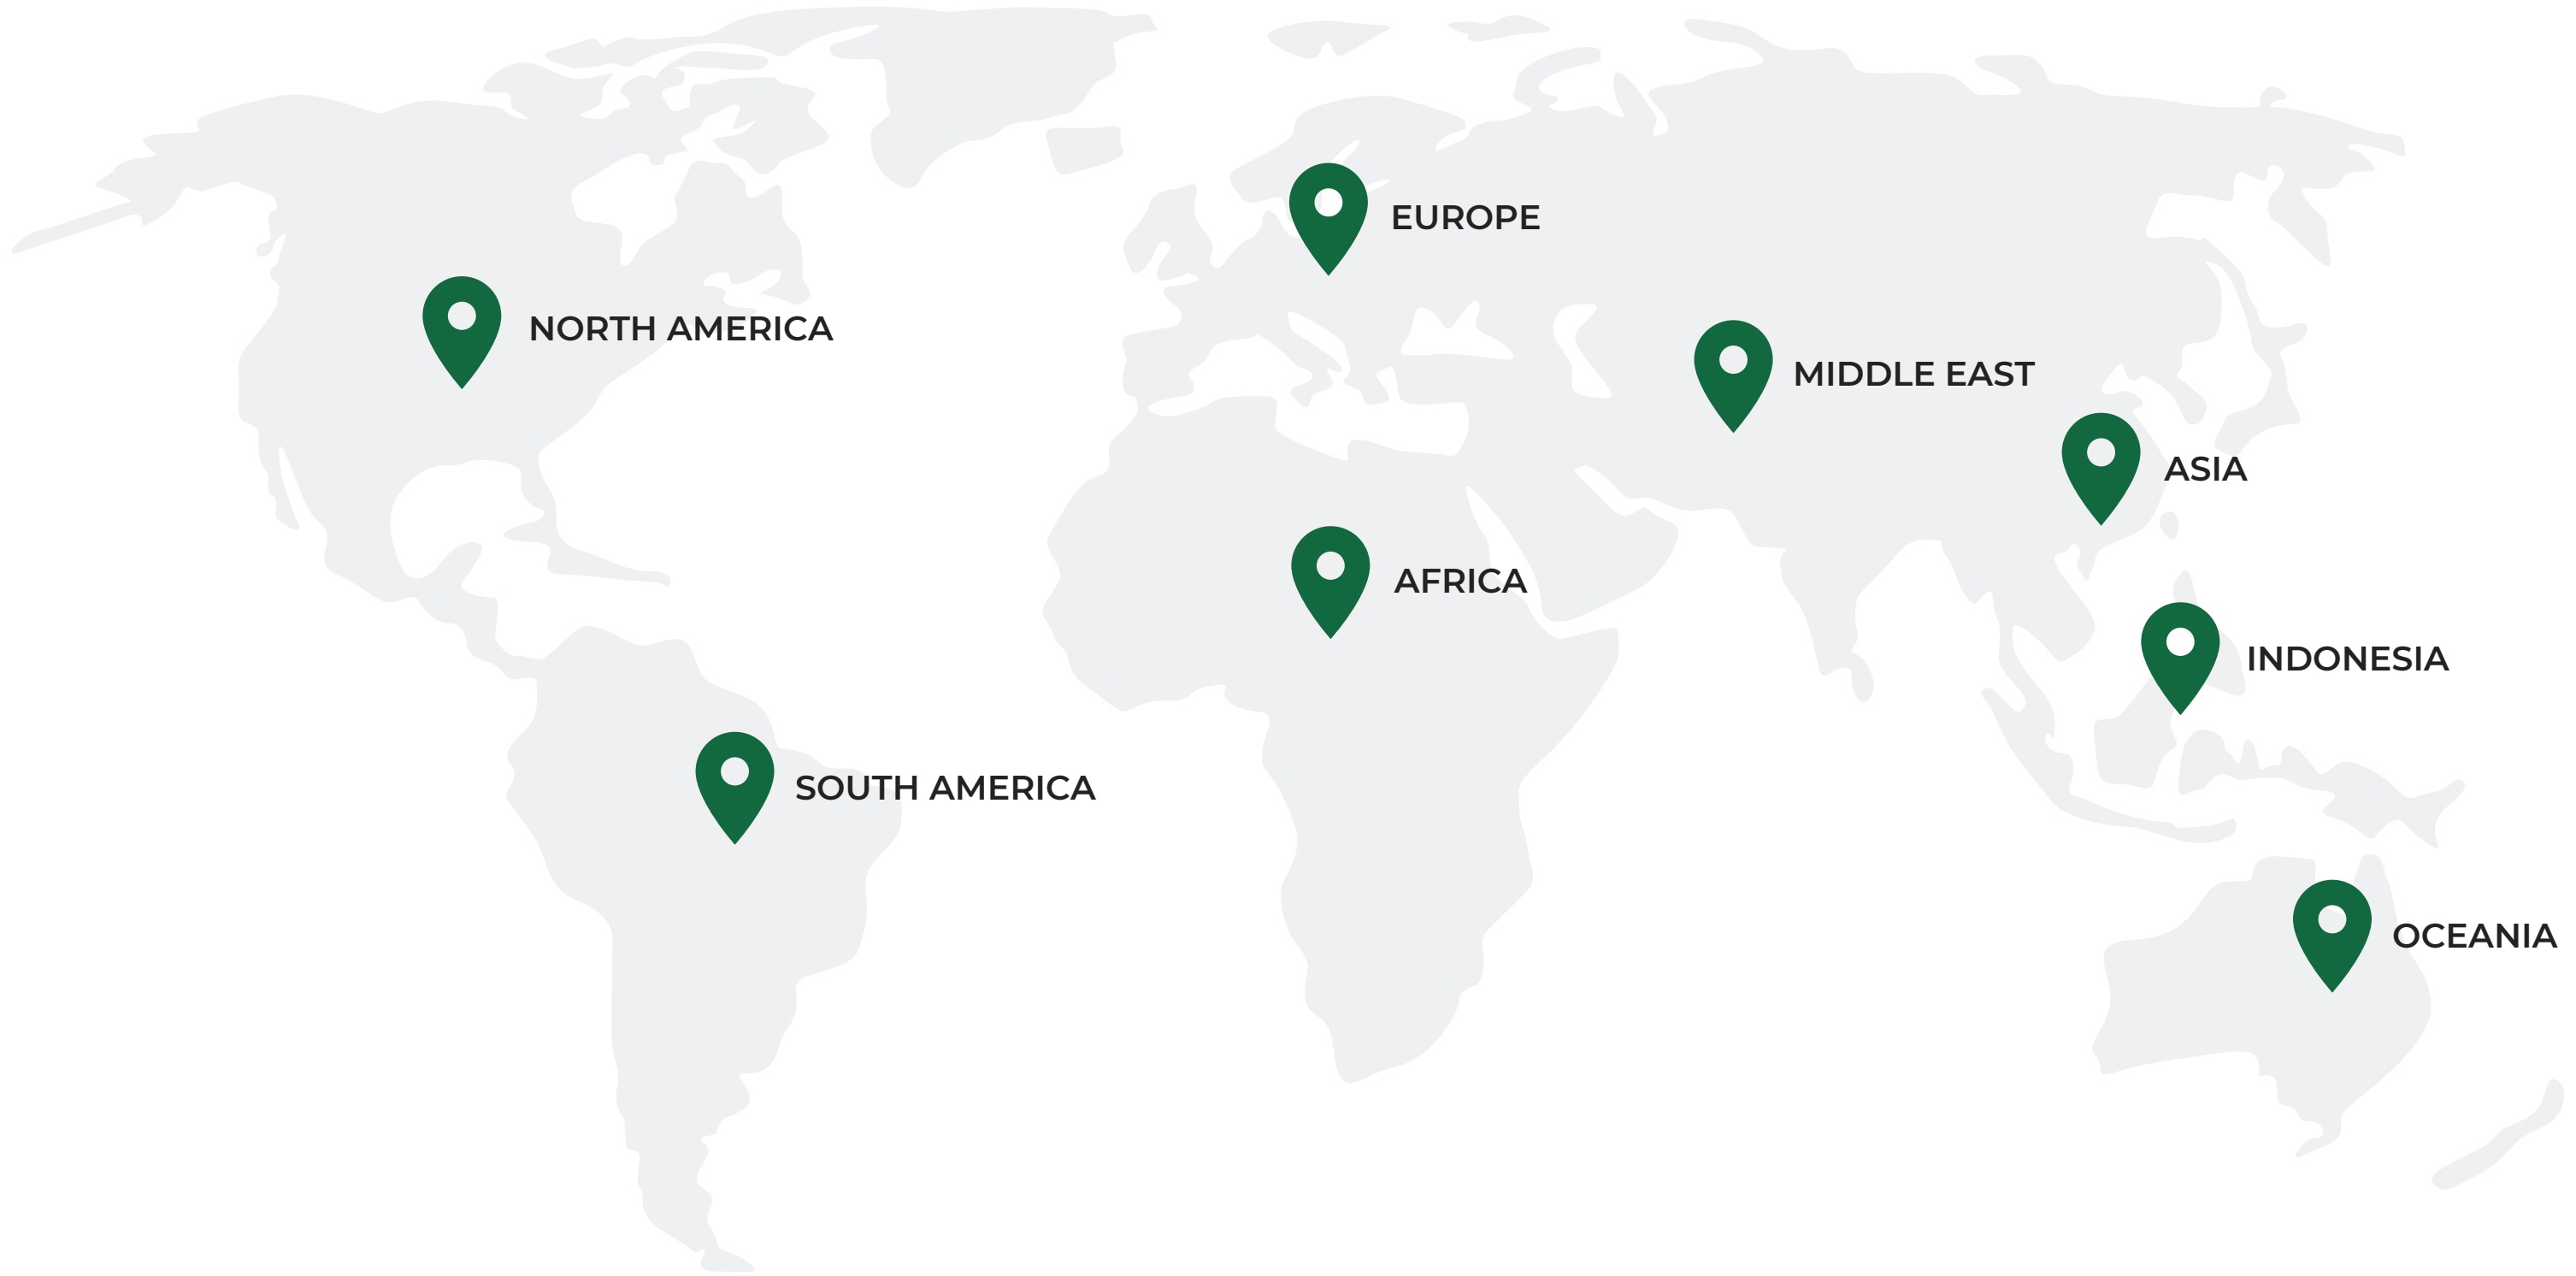 EUROPE
NORTH AMERICA
MIDDLE EAST
ASIA
AFRICA
INDONESIA
SOUTH AMERICA
OCEANIA